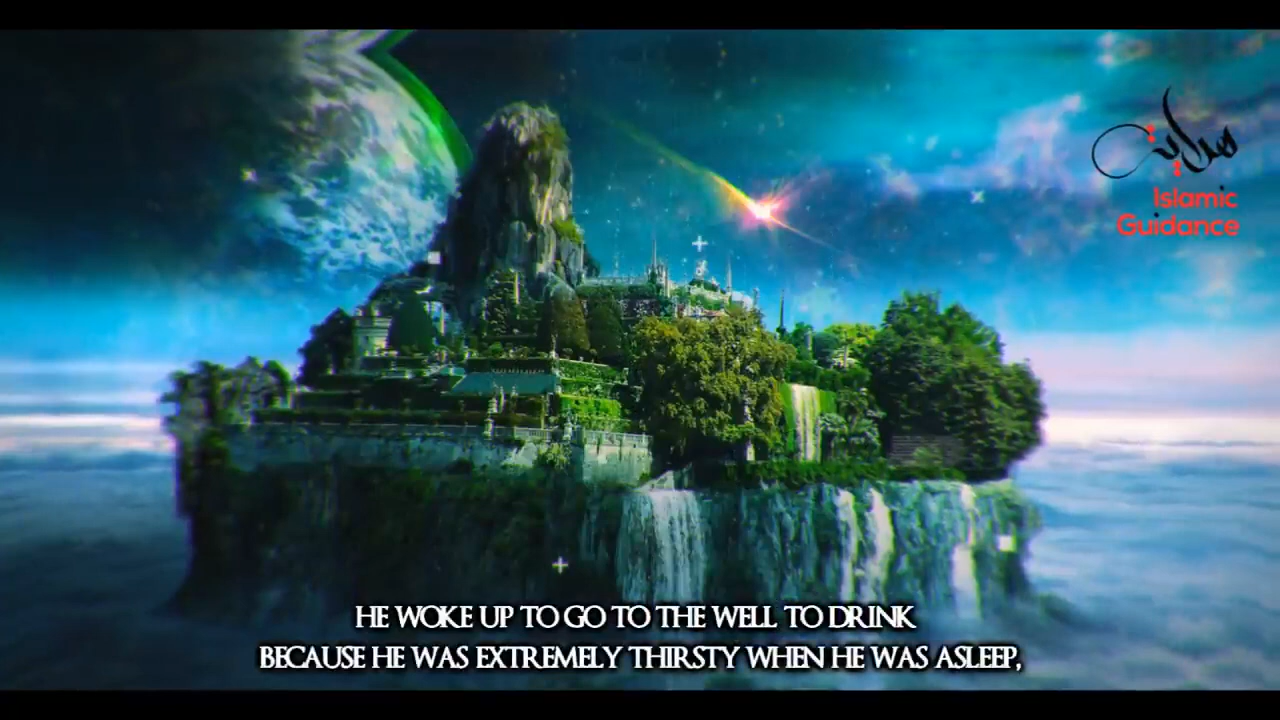 هداية
Islamic
Guidance
HE WOKE UP TO GO TO THE WELL TO DRINK
BECAUSE HE WAS EXTREMELY THIRSTY WHEN HE WAS ASLEEP,